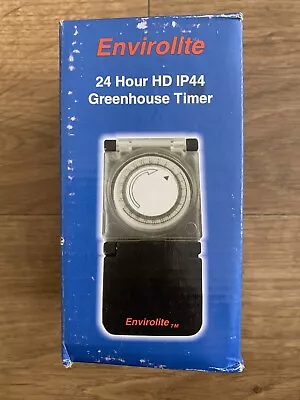 Envirolite
24 Hour HD IP44
Greenhouse Timer
Envirolite TM